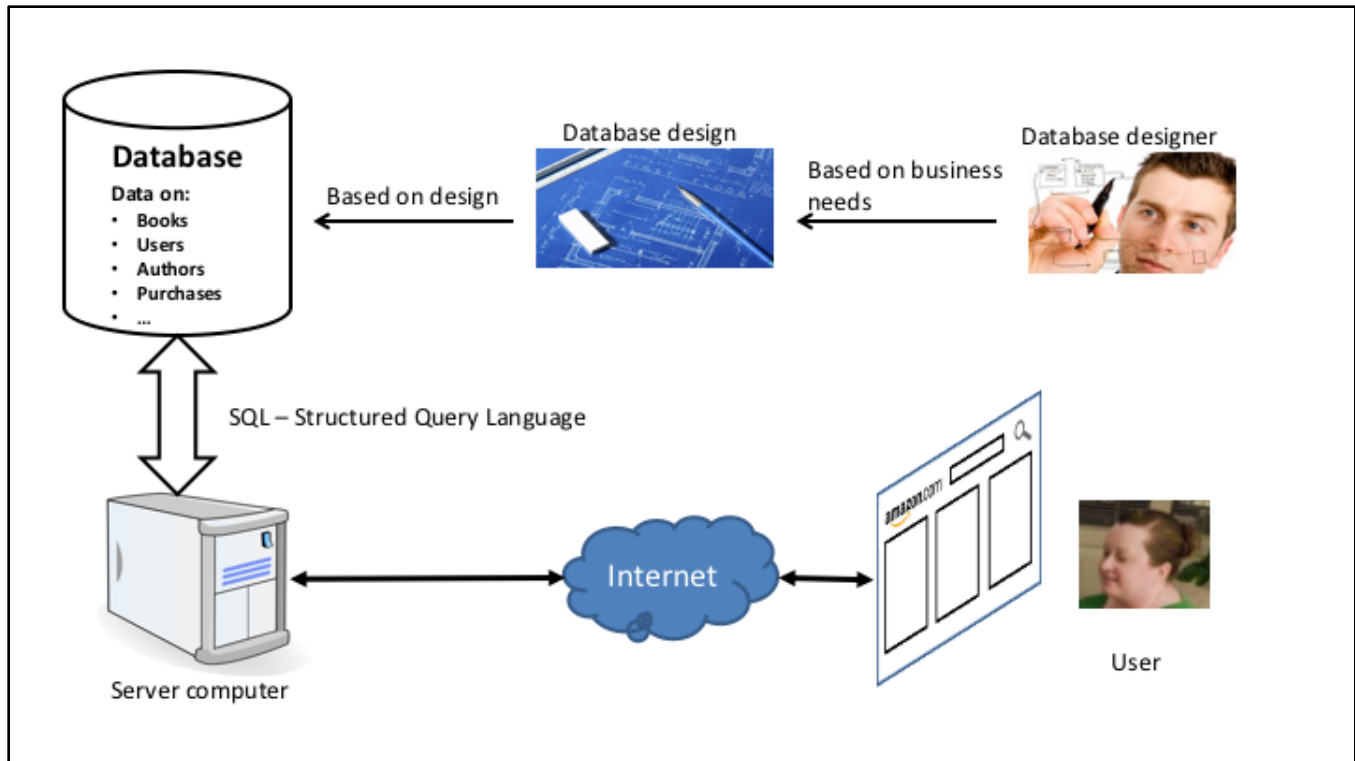 Database design
Database designer
Database
Data on:
• Books
• Users
• Authors
• Purchases
• ...
Based on design
Based on business
needs
SQL – Structured Query Language
amazon.com
Internet
Server computer
User